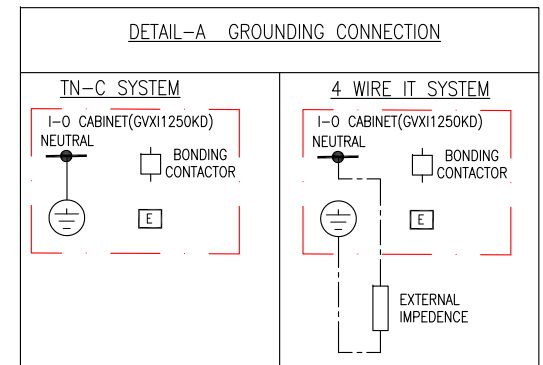 DETAIL-A GROUNDING CONNECTION
TN-C SYSTEM
I-O CABINET(GVXI1250KD)
NEUTRAL
BONDING
CONTACTOR
E
4 WIRE IT SYSTEM
I-O CABINET(GVXI1250KD)
NEUTRAL
BONDING
CONTACTOR
E
EXTERNAL
IMPEDENCE